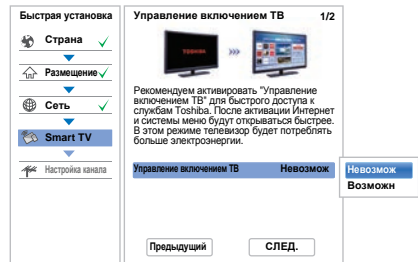 Быстрая установка
Страна
Размещение
Сеть
Smart TV
Настройка канала
Управление включением ТВ 1/2
TOSHIBA
Рекомендуем активировать "Управление
включением ТВ" для быстрого доступа к
службам Toshiba. После активации Интернет
и системы меню будут открываться быстрее.
В этом режиме телевизор будет потреблять
больше электроэнергии.
Управление включением ТВ Невозмож
Невозмож
Возможн
Предыдущий СЛЕД.